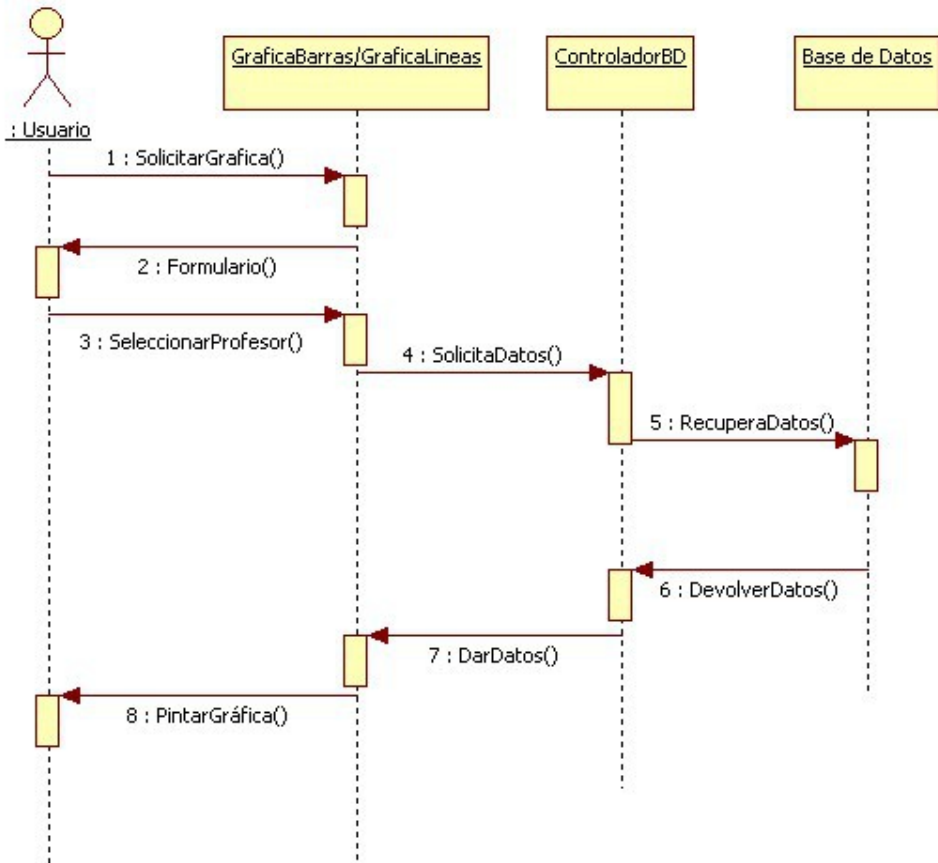 GraficaBarras/GraficaLineas
ControladorBD
Base de Datos
: Usuario
1 : SolicitarGrafica()
2 : Formulario()
3 : SeleccionarProfesor()
4 : SolicitaDatos()
5 : RecuperaDatos()
6 : DevolverDatos()
7 : DarDatos()
8 : PintarGráfica()